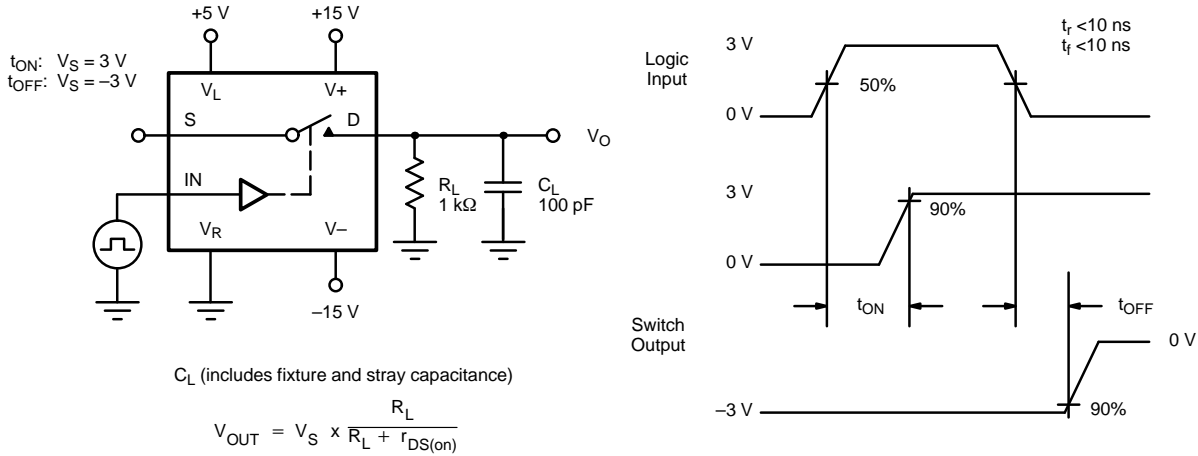 +5 V
+15 V
tON: VS = 3 V
tOFF: VS = –3 V
VL
V+
S
D
VO
IN
RL
1 kΩ
CL
100 pF
VR
V–
–15 V
CL (includes fixture and stray capacitance)
VOUT = VS x RL / RL + rDS(on)
tr <10 ns
tf <10 ns
Logic
Input
3 V
50%
0 V
3 V
90%
0 V
tON
tOFF
Switch
Output
0 V
–3 V
90%